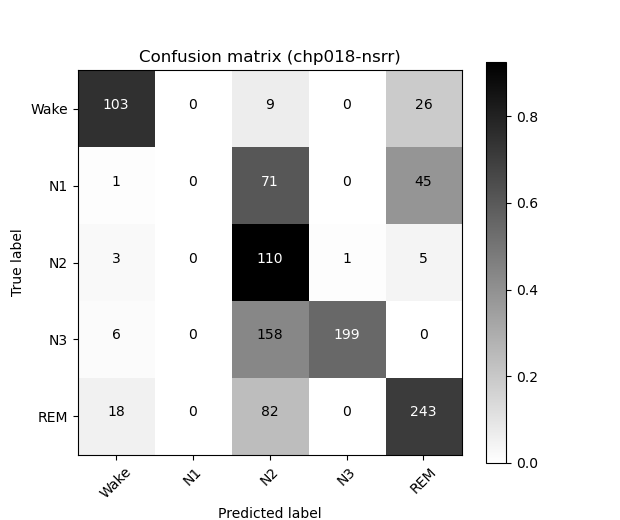 Confusion matrix (chp018-nsrr)
Wake 103 0 9 0 26
N1 1 0 71 0 45
N2 3 0 110 1 5
N3 6 0 158 199 0
REM 18 0 82 0 243
Wake N1 N2 N3 REM
True label
Predicted label
0.8
0.6
0.4
0.2
0.0